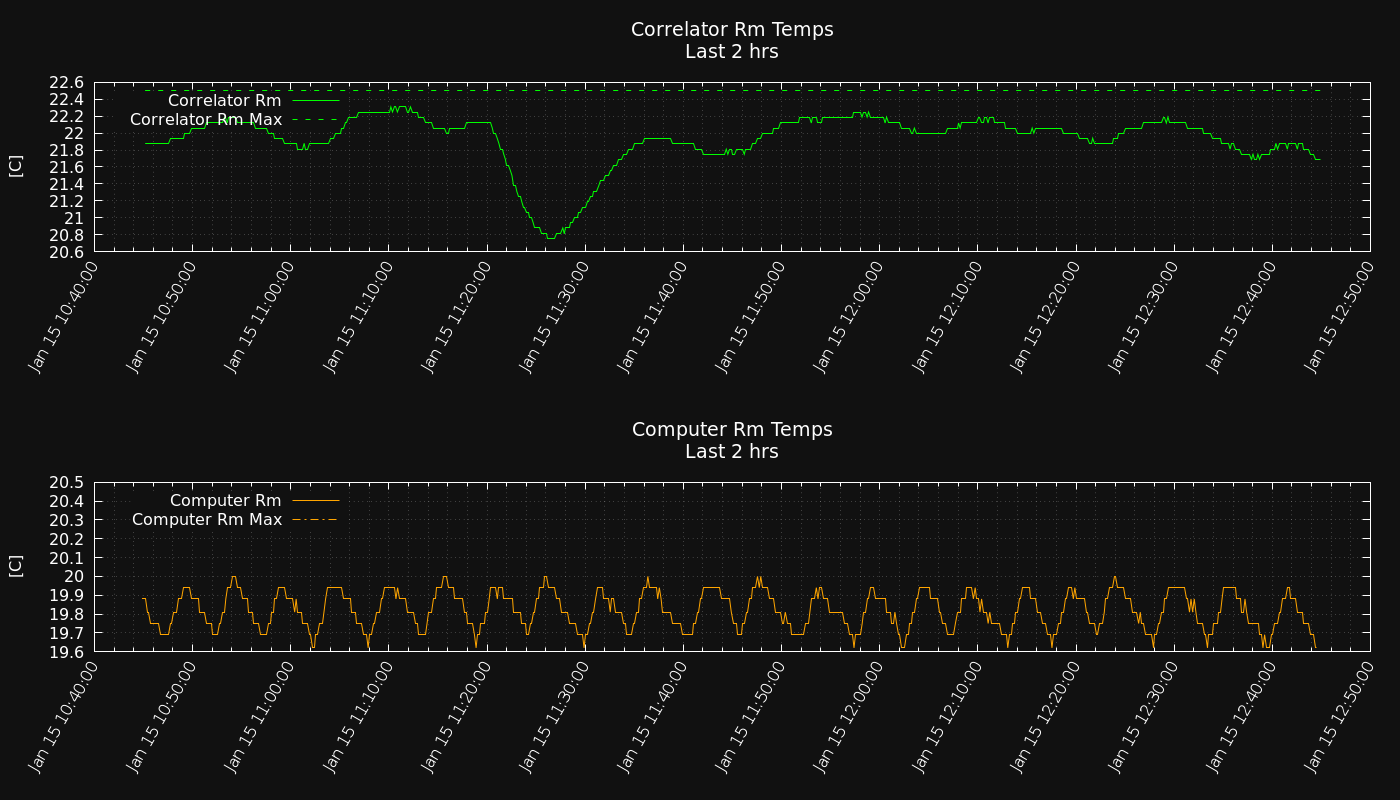 Correlator Rm Temps
Last 2 hrs
22.6
22.4
22.2
22
21.8
21.6
21.4
21.2
21
20.8
20.6
[C]
Correlator Rm
Correlator Rm Max
Jan 15 10:40:00
Jan 15 10:50:00
Jan 15 11:00:00
Jan 15 11:10:00
Jan 15 11:20:00
Jan 15 11:30:00
Jan 15 11:40:00
Jan 15 11:50:00
Jan 15 12:00:00
Jan 15 12:10:00
Jan 15 12:20:00
Jan 15 12:30:00
Jan 15 12:40:00
Jan 15 12:50:00
Computer Rm Temps
Last 2 hrs
20.5
20.4
20.3
20.2
20.1
20
19.9
19.8
19.7
19.6
[C]
Computer Rm
Computer Rm Max
Jan 15 10:40:00
Jan 15 10:50:00
Jan 15 11:00:00
Jan 15 11:10:00
Jan 15 11:20:00
Jan 15 11:30:00
Jan 15 11:40:00
Jan 15 11:50:00
Jan 15 12:00:00
Jan 15 12:10:00
Jan 15 12:20:00
Jan 15 12:30:00
Jan 15 12:40:00
Jan 15 12:50:00